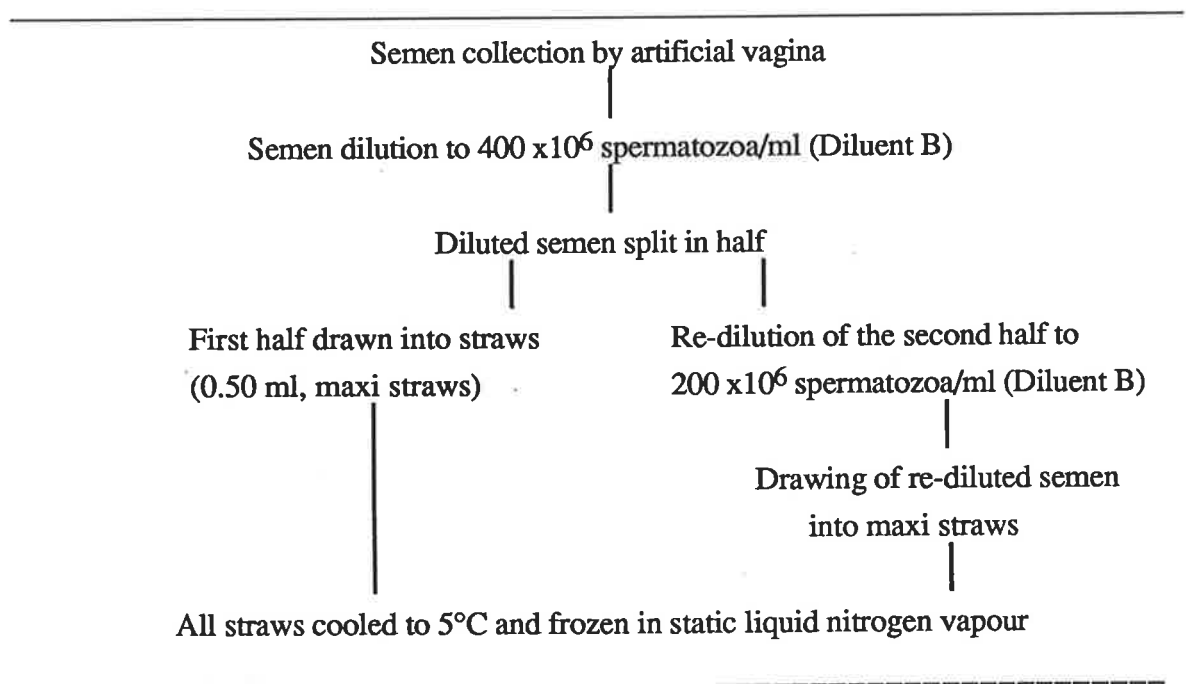 Semen collection by artificial vagina
Semen dilution to 400 x10⁶ spermatozoa/ml (Diluent B)
Diluted semen split in half
First half drawn into straws
(0.50 ml, maxi straws)
Re-dilution of the second half to
200 x10⁶ spermatozoa/ml (Diluent B)
Drawing of re-diluted semen
into maxi straws
All straws cooled to 5°C and frozen in static liquid nitrogen vapour